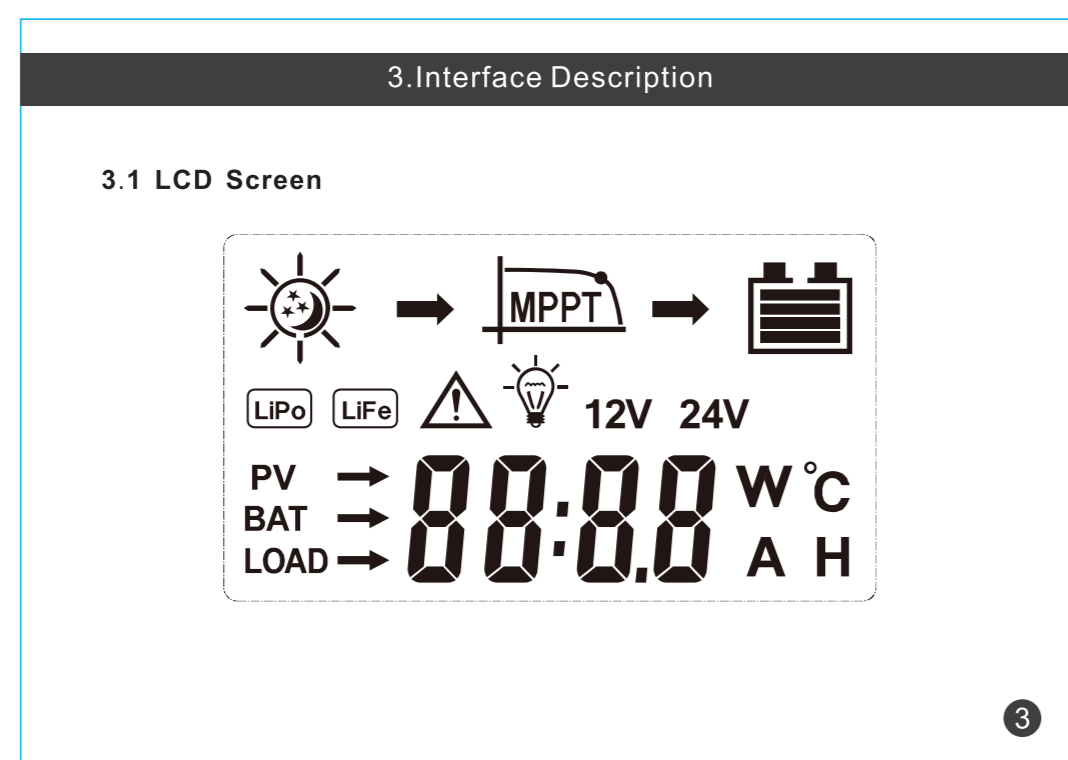 3.Interface Description
3.1 LCD Screen
MPPT
LiPo LiFe 12V 24V
PV 88:8.8 W °C
BAT
LOAD A H
3